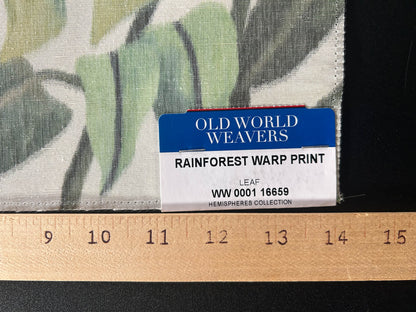 OLD WORLD
WEAVERS
RAINFOREST WARP PRINT
LEAF
WW 0001 16659
HEMISPHERES COLLECTION
9 10 11 12 13 14 15